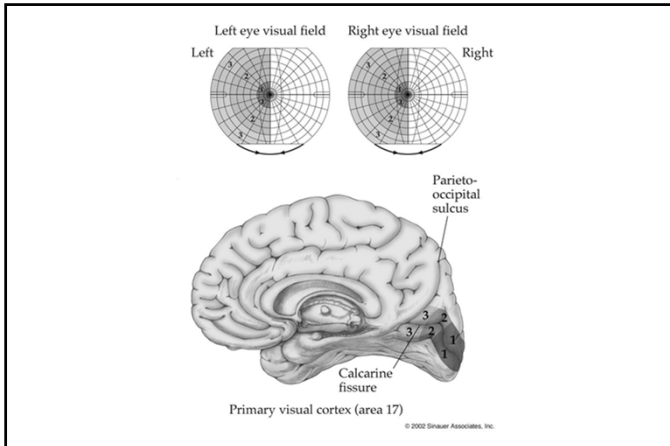 Left eye visual field
Right eye visual field
Left
Right
3
2
1
1
2
3
3
2
1
1
2
3
Parieto-
occipital
sulcus
3
2
3
2
1
1
Calcarine
fissure
Primary visual cortex (area 17)
© 2002 Sinauer Associates, Inc.